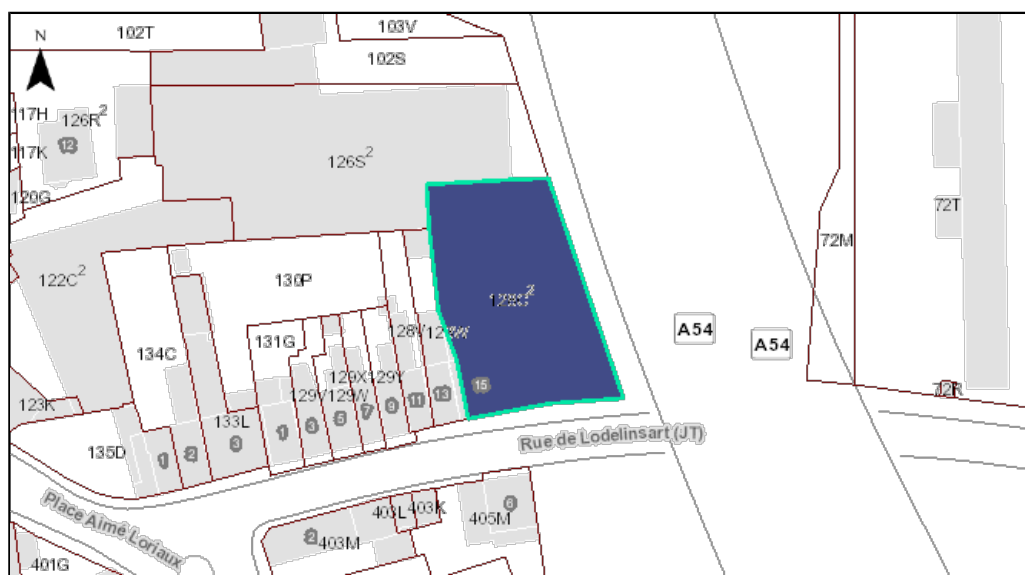 102T
103V
N
102S
117H
126R²
12
117K
126S²
120G
72T
72M
122C²
130P
128V
A54
A54
131G
134C
129X
129Y
72R
15
123K
129V
129W
13
11
9
7
5
3
1
133L
3
2
1
135D
Rue de Lodelinsart (JT)
Place Aimé Loriaux
403L
403K
6
405M
2
403M
401G